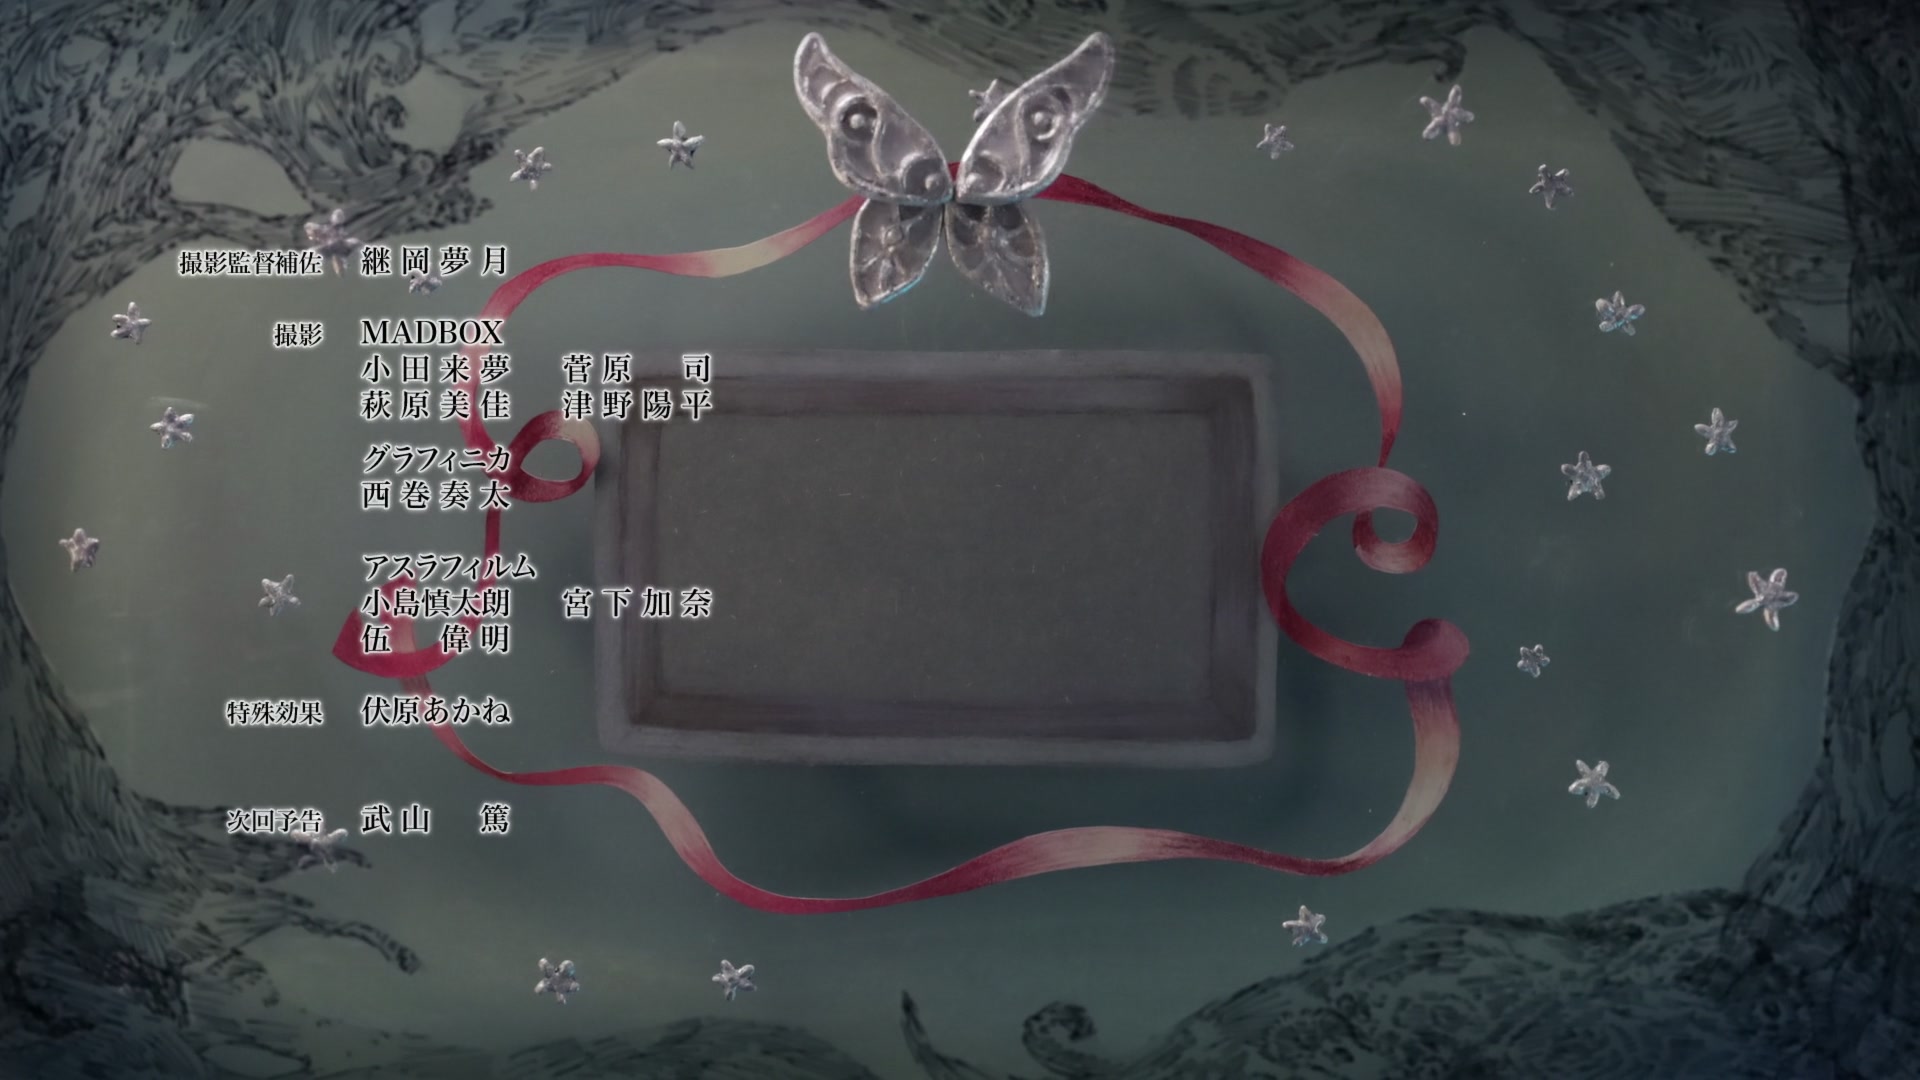 撮影監督補佐 継岡夢月
撮影 MADBOX
小田来夢 菅原 司
萩原美佳 津野陽平
グラフィニカ
西巻奏太
アスラフィルム
小島慎太朗 宮下加奈
伍 偉明
特殊効果 伏原あかね
次回予告 武山 篤